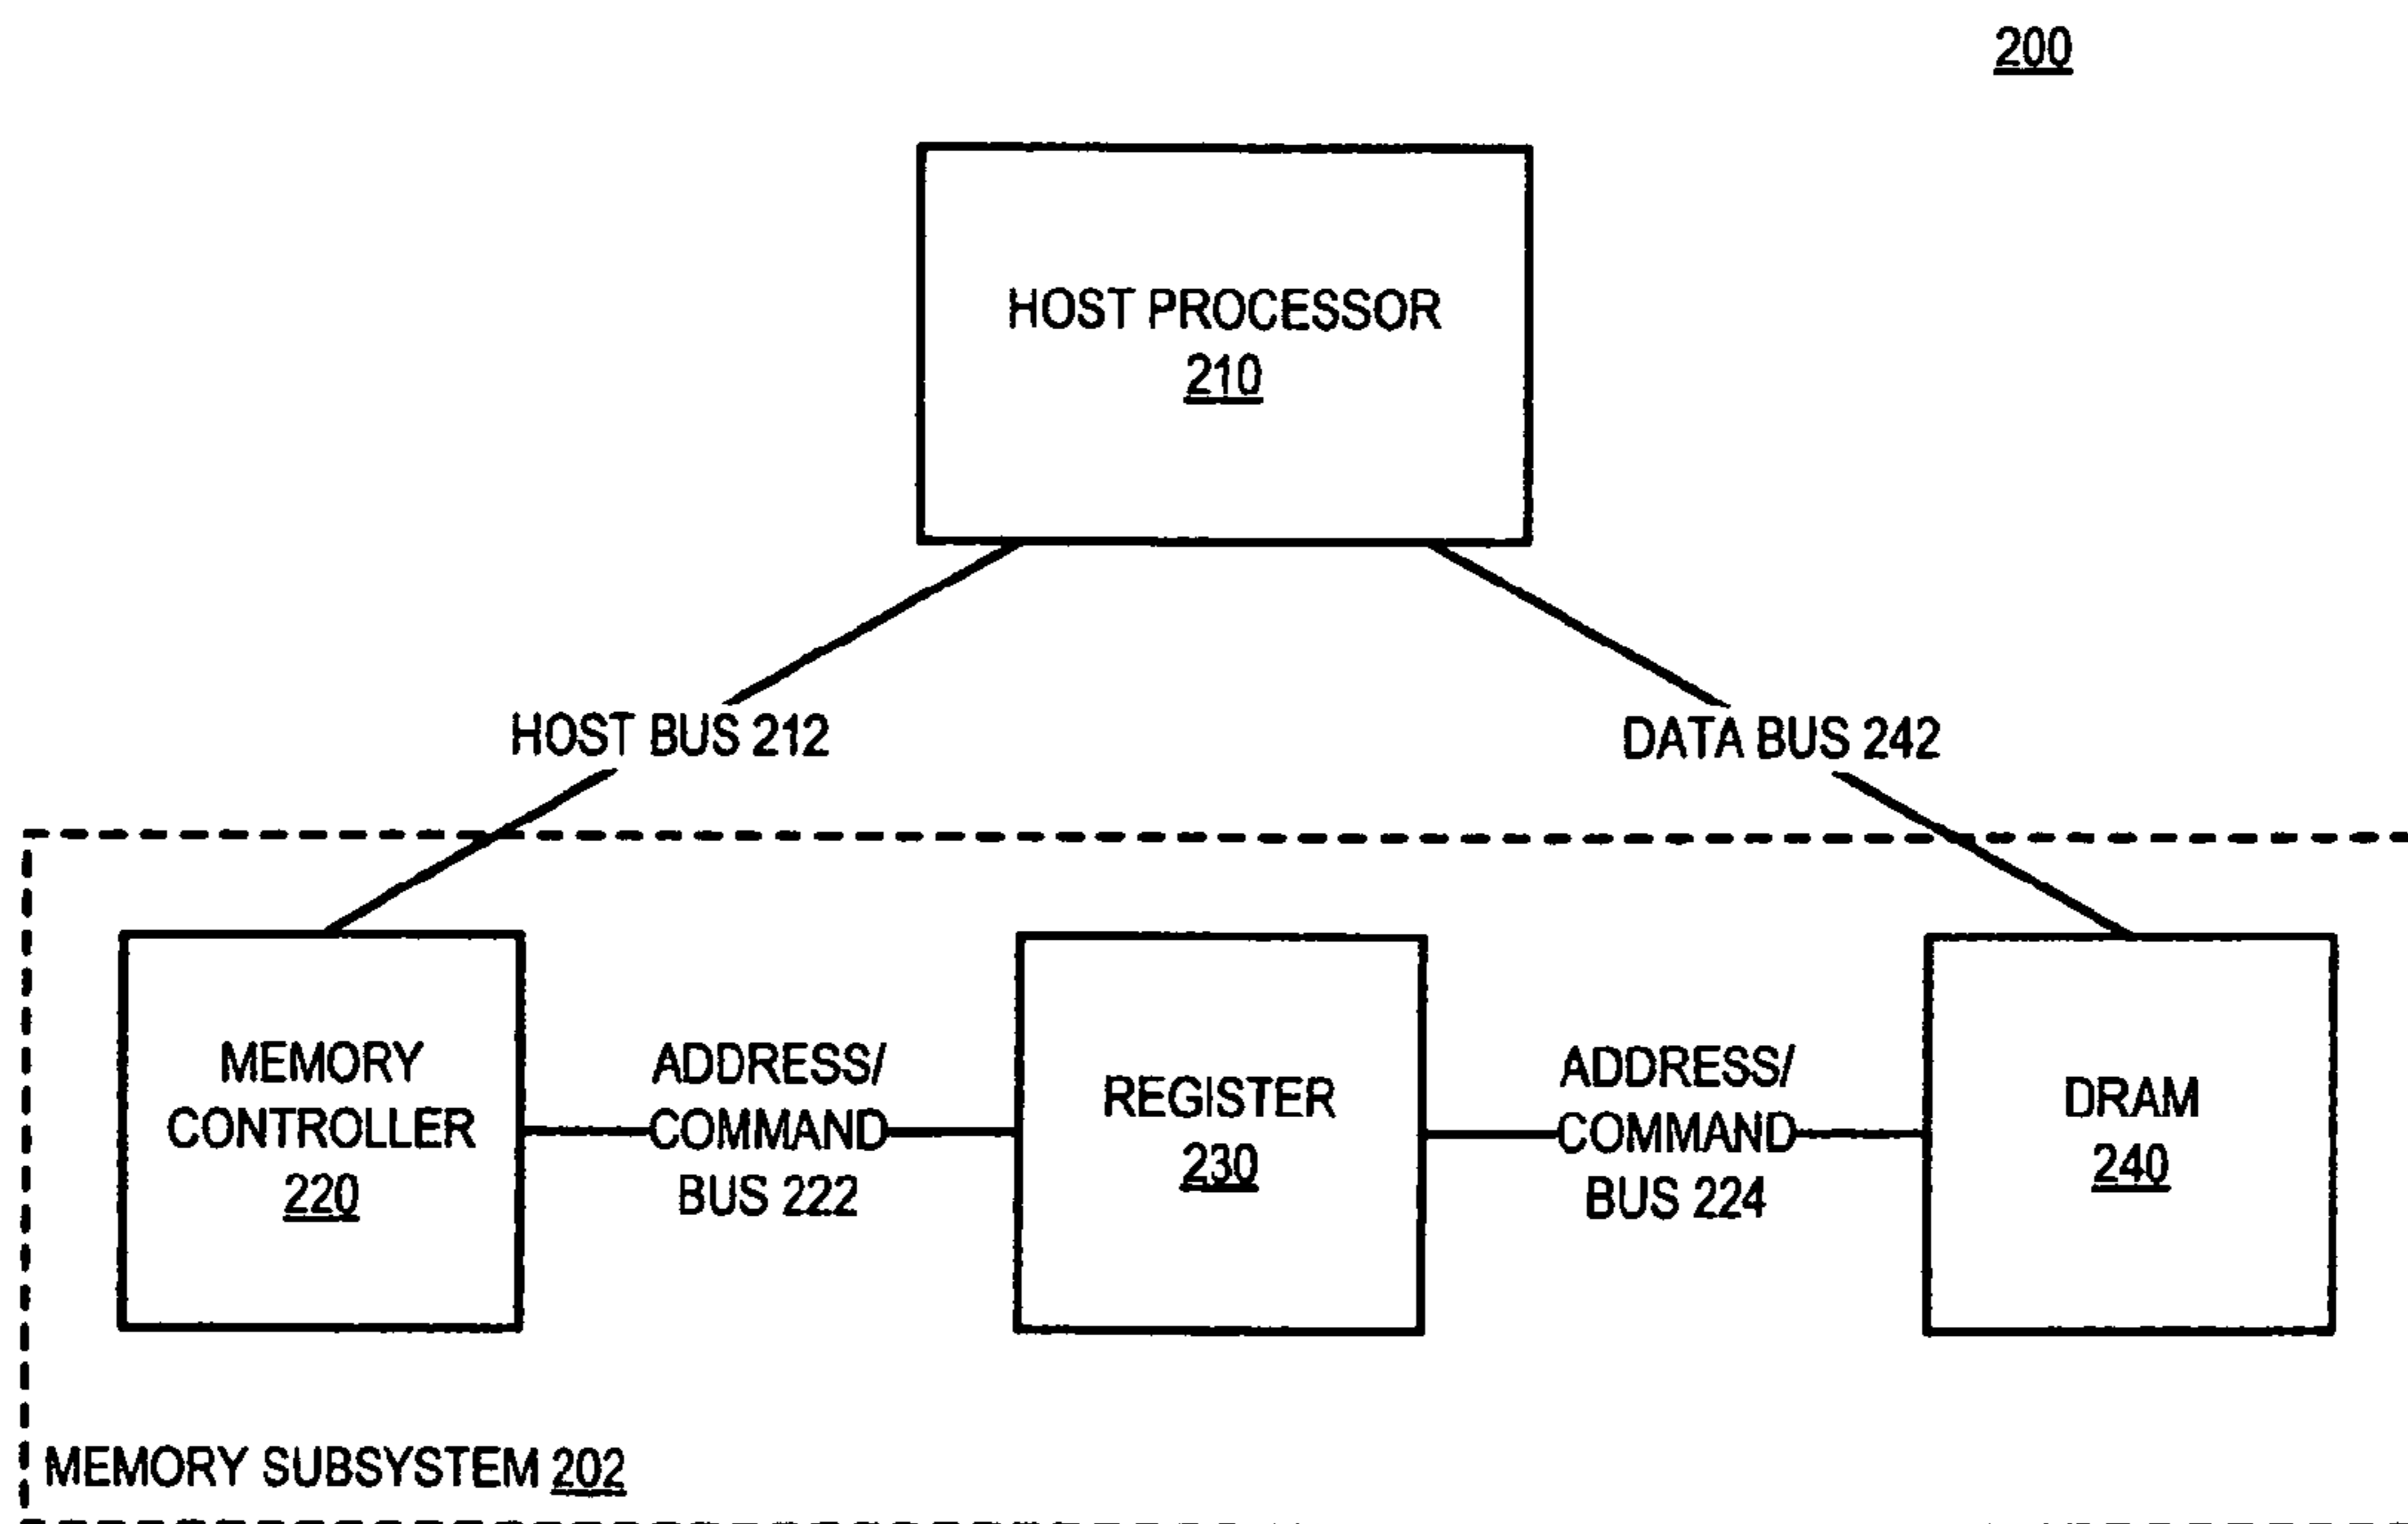 200
HOST PROCESSOR
210
HOST BUS 212
DATA BUS 242
MEMORY
CONTROLLER
220
ADDRESS/
COMMAND
BUS 222
REGISTER
230
ADDRESS/
COMMAND
BUS 224
DRAM
240
MEMORY SUBSYSTEM 202